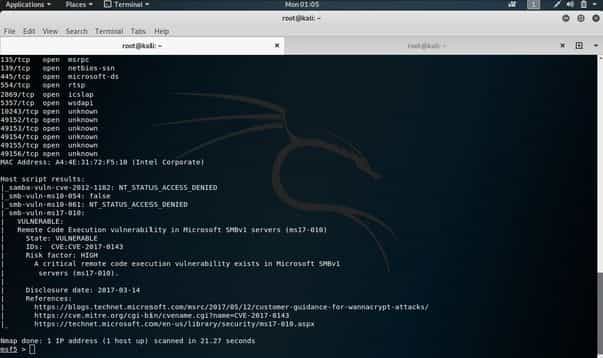 Applications Places Terminal Mon 01:05 1
root@kali: ~
File Edit View Search Terminal Tabs Help
root@kali: ~ root@kali: ~
135/tcp open msrpc
139/tcp open netbios-ssn
445/tcp open microsoft-ds
554/tcp open rtsp
2869/tcp open icslap
5357/tcp open wsdapi
10243/tcp open unknown
49152/tcp open unknown
49153/tcp open unknown
49154/tcp open unknown
49155/tcp open unknown
49156/tcp open unknown
MAC Address: A4:4E:31:72:F5:10 (Intel Corporate)
Host script results:
|_samba-vuln-cve-2012-1182: NT_STATUS_ACCESS_DENIED
|_smb-vuln-ms10-054: false
|_smb-vuln-ms10-061: NT_STATUS_ACCESS_DENIED
| smb-vuln-ms17-010:
|   VULNERABLE:
|   Remote Code Execution vulnerability in Microsoft SMBv1 servers (ms17-010)
|     State: VULNERABLE
|     IDs:  CVE:CVE-2017-0143
|     Risk factor: HIGH
|       A critical remote code execution vulnerability exists in Microsoft SMBv1
|        servers (ms17-010).
|
|     Disclosure date: 2017-03-14
|     References:
|       https://blogs.technet.microsoft.com/msrc/2017/05/12/customer-guidance-for-wannacrypt-attacks/
|       https://cve.mitre.org/cgi-bin/cvename.cgi?name=CVE-2017-0143
|_      https://technet.microsoft.com/en-us/library/security/ms17-010.aspx
Nmap done: 1 IP address (1 host up) scanned in 21.27 seconds
msf5 >